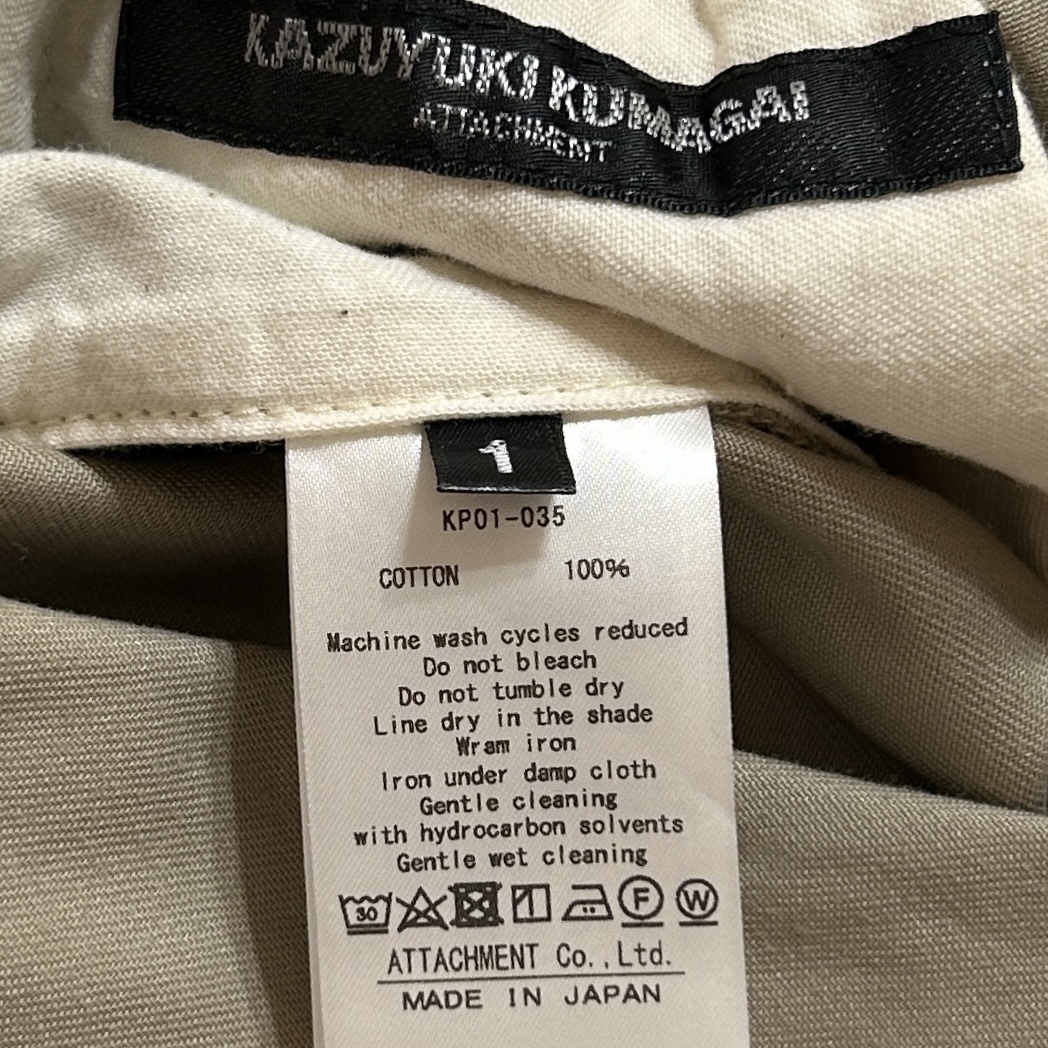 KAZUYUKI KUMAGAI
ATTACHMENT
1
KP01-035
COTTON 100%
Machine wash cycles reduced
Do not bleach
Do not tumble dry
Line dry in the shade
Wram iron
Iron under damp cloth
Gentle cleaning
with hydrocarbon solvents
Gentle wet cleaning
30 F W
ATTACHMENT Co.,Ltd.
MADE IN JAPAN